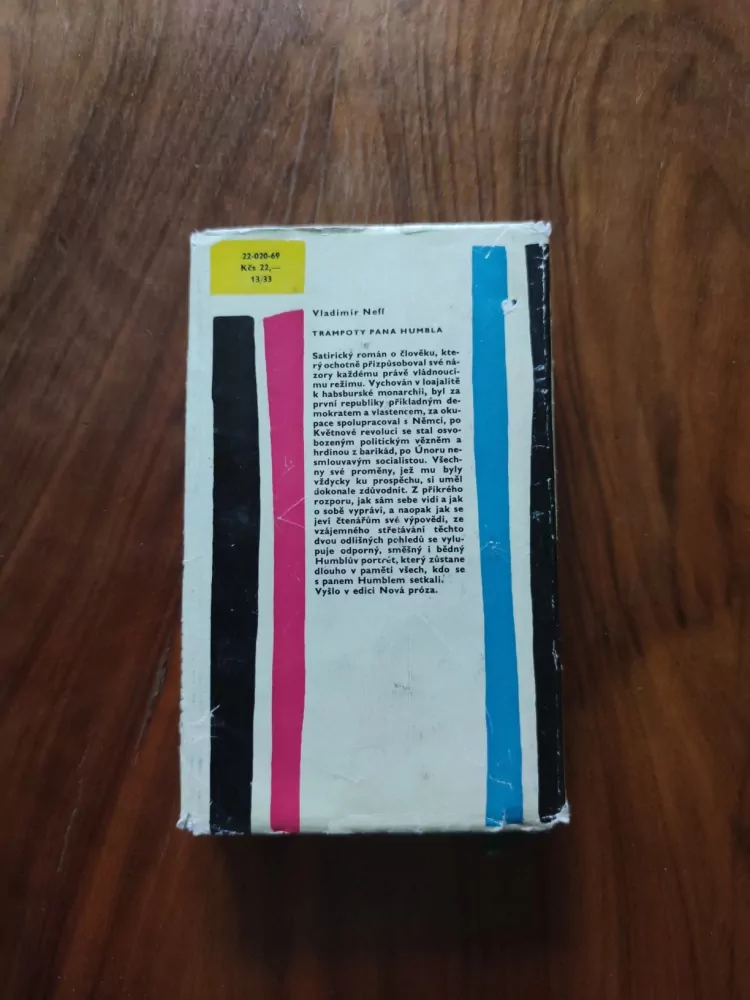 22-020-69
Kčs 22,—
13/33
Vladimír Neff
TRAMPOTY PANA HUMBLA
Satirický román o člověku, kte-
rý ochotně přizpůsoboval své ná-
zory každému právě vládnoucí-
mu režimu. Vychován v loajalitě
k habsburské monarchii, byl za
první republiky příkladným de-
mokratem a vlastencem, za oku-
pace spolupracoval s Němci, po
Květnové revoluci se stal osvo-
bozeným politickým vězněm a
hrdinou z barikád, po Únoru ne-
smlouvavým socialistou. Všech-
ny své proměny, jež mu byly
vždycky ku prospěchu, si uměl
dokonale zdůvodnit. Z příkrého
rozporu, jak sám sebe vidí a jak
o sobě vypráví, a naopak jak se
jeví čtenářům své výpovědi, ze
vzájemného střetávání těchto
dvou odlišných pohledů se vylu-
puje odporný, směšný i bědný
Humblův portrét, který zůstane
dlouho v paměti všech, kdo se
s panem Humblem setkali.
Vyšlo v edici Nová próza.